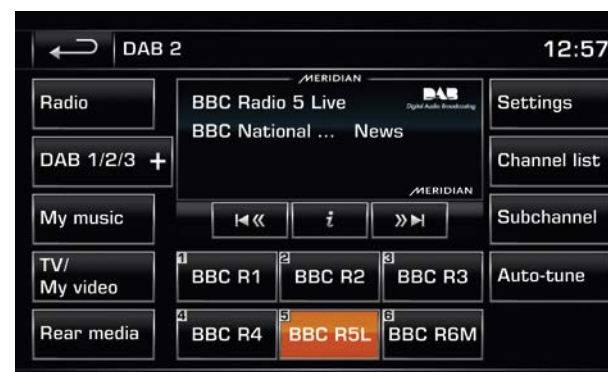 DAB 2
12:57
Radio
DAB 1/2/3 +
My music
TV/
My video
Rear media
MERIDIAN
BBC Radio 5 Live
DAB
Digital Audio Broadcasting
BBC National ... News
MERIDIAN
i
1
BBC R1
2
BBC R2
3
BBC R3
4
BBC R4
5
BBC R5L
6
BBC R6M
Settings
Channel list
Subchannel
Auto-tune